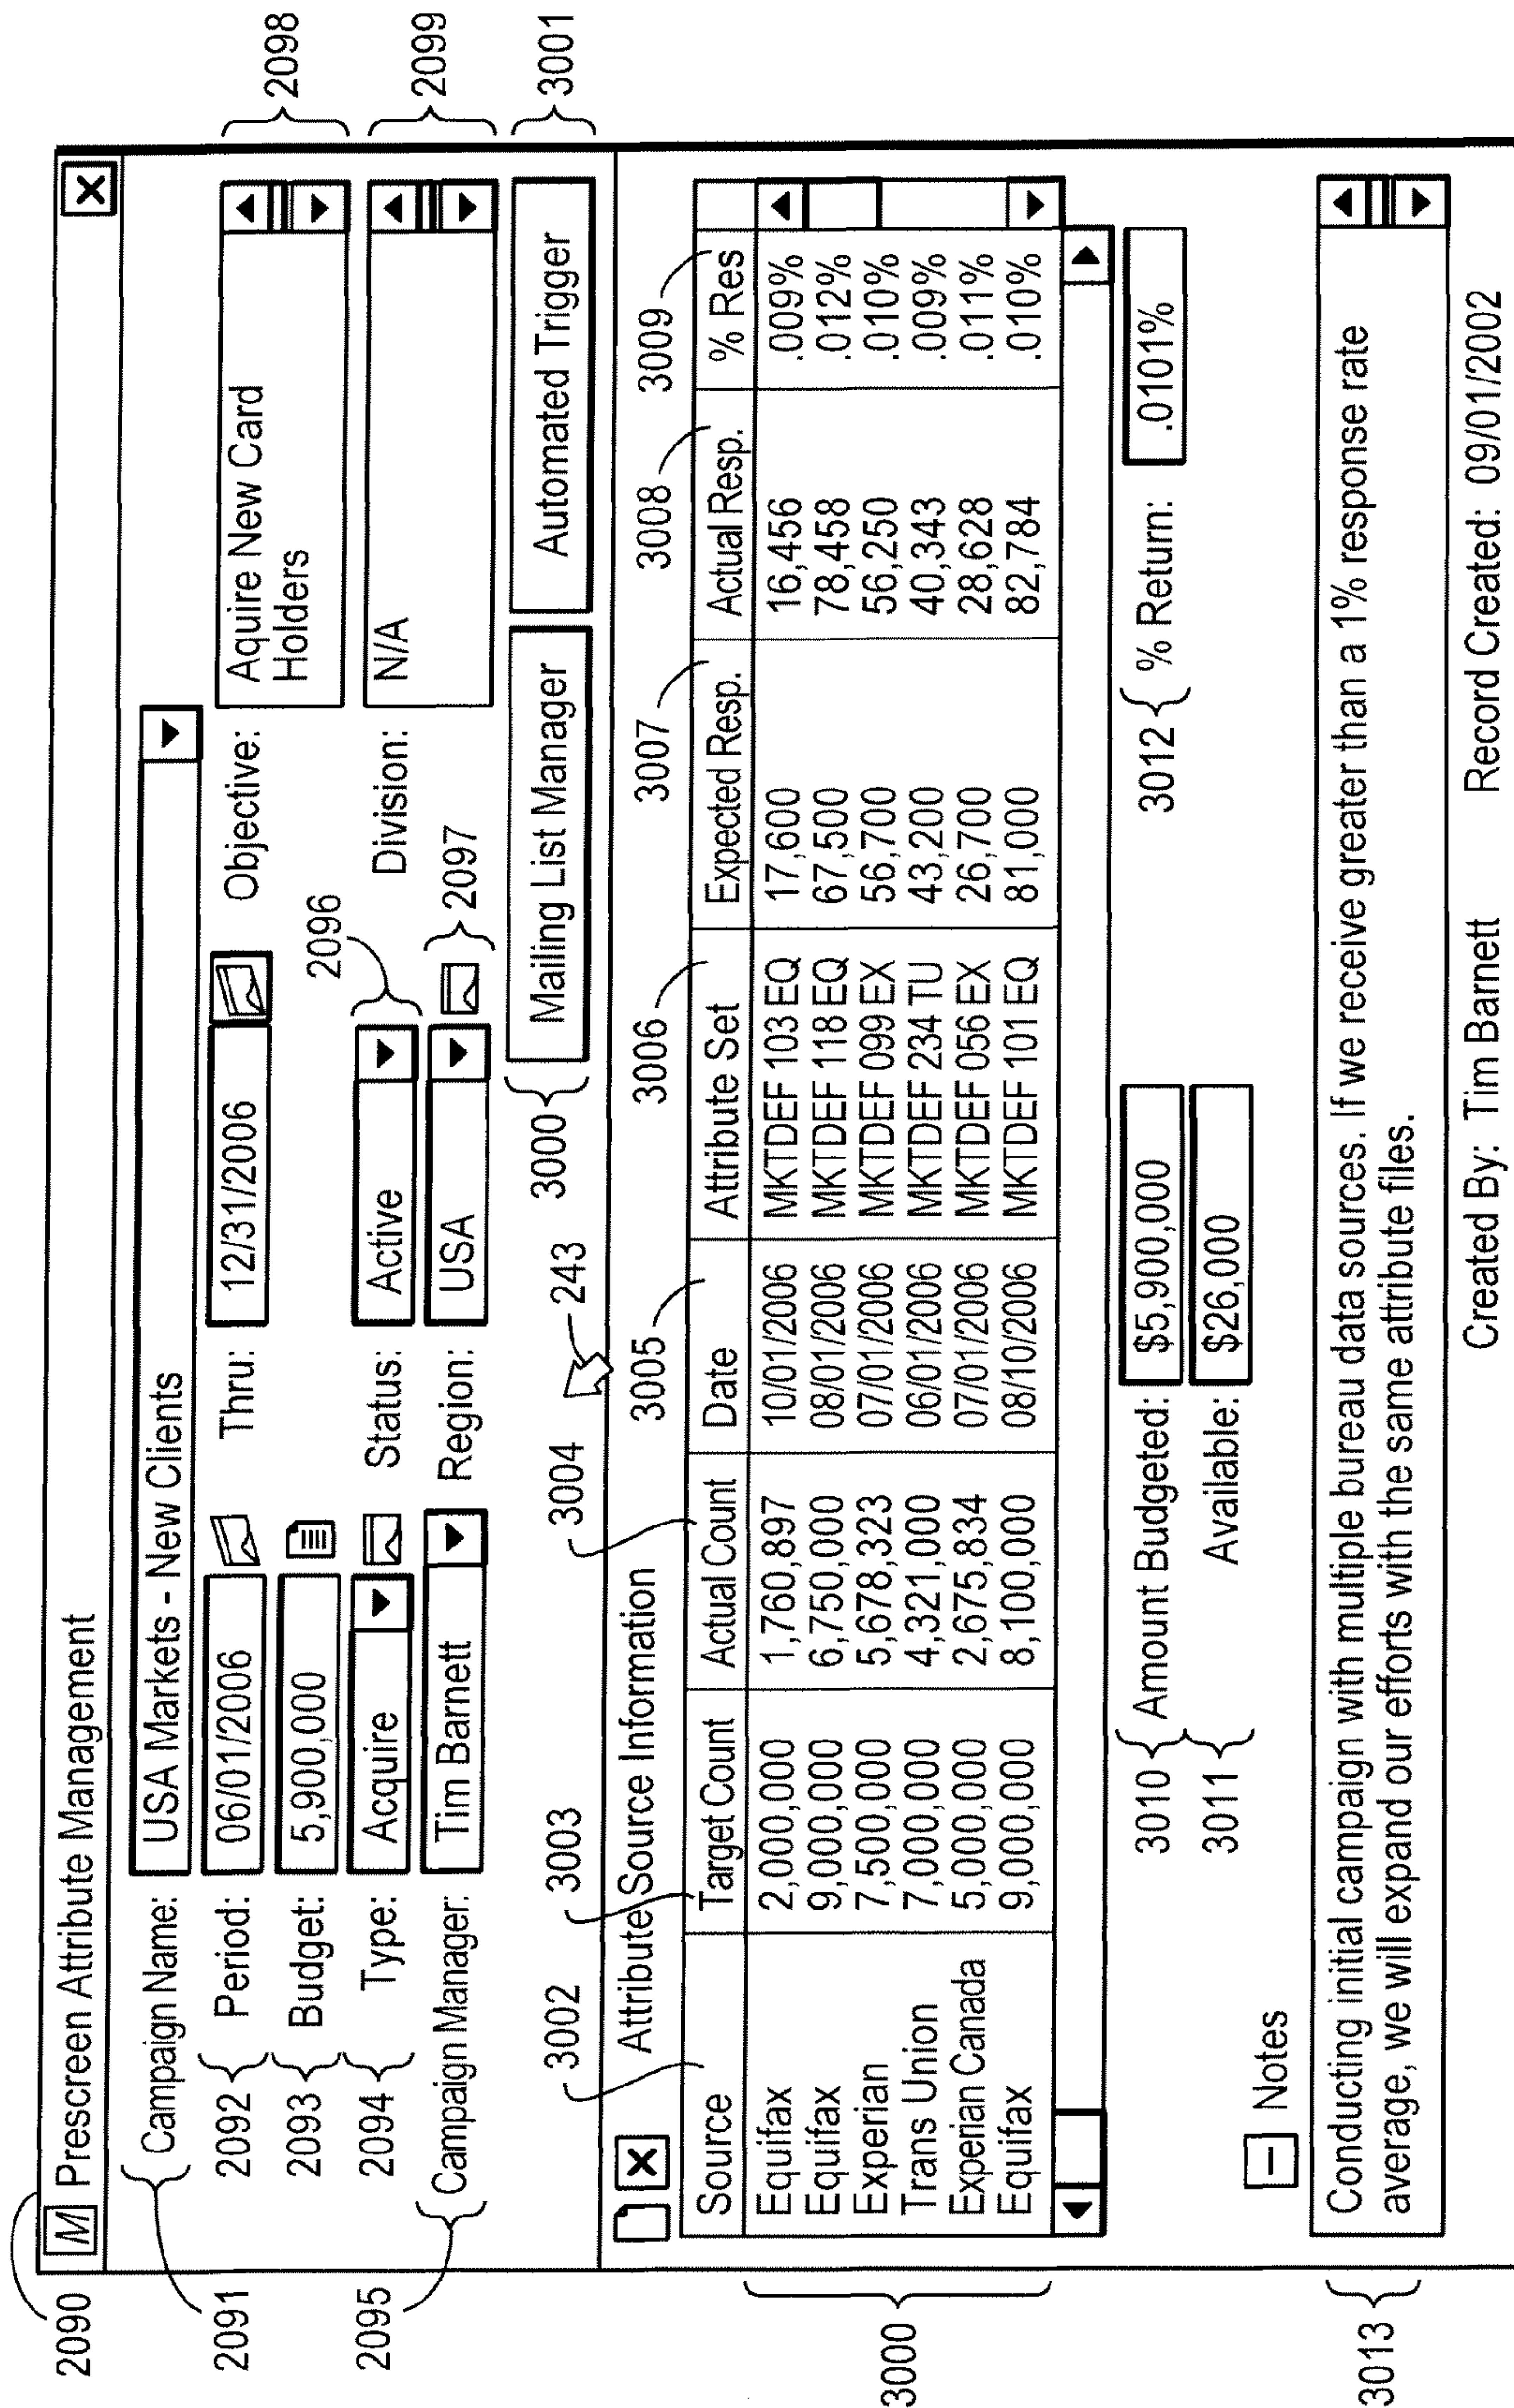 2090
M Prescreen Attribute Management X
2091 Campaign Name: USA Markets - New Clients
2092 Period: 06/01/2006 Thru: 12/31/2006 Objective: Aquire New Card Holders 2098
2093 Budget: 5,900,000
2096
2094 Type: Acquire Status: Active Division: N/A 2099
2095 Campaign Manager: Tim Barnett Region: USA 2097
3000 Mailing List Manager Automated Trigger 3001
243
Attribute Source Information
3002 3003 3004 3005 3006 3007 3008 3009
Source Target Count Actual Count Date Attribute Set Expected Resp. Actual Resp. % Res
Equifax 2,000,000 1,760,897 10/01/2006 MKTDEF 103 EQ 17,600 16,456 .009%
Equifax 9,000,000 6,750,000 08/01/2006 MKTDEF 118 EQ 67,500 78,458 .012%
Experian 7,500,000 5,678,323 07/01/2006 MKTDEF 099 EX 56,700 56,250 .010%
Trans Union 7,000,000 4,321,000 06/01/2006 MKTDEF 234 TU 43,200 40,343 .009%
Experian Canada 5,000,000 2,675,834 07/01/2006 MKTDEF 056 EX 26,700 28,628 .011%
Equifax 9,000,000 8,100,000 08/10/2006 MKTDEF 101 EQ 81,000 82,784 .010%
3000
3010 Amount Budgeted: $5,900,000 3012 % Return: .0101%
3011 Available: $26,000
Notes
3013
Conducting initial campaign with multiple bureau data sources. If we receive greater than a 1% response rate
average, we will expand our efforts with the same attribute files.
Created By: Tim Barnett Record Created: 09/01/2002